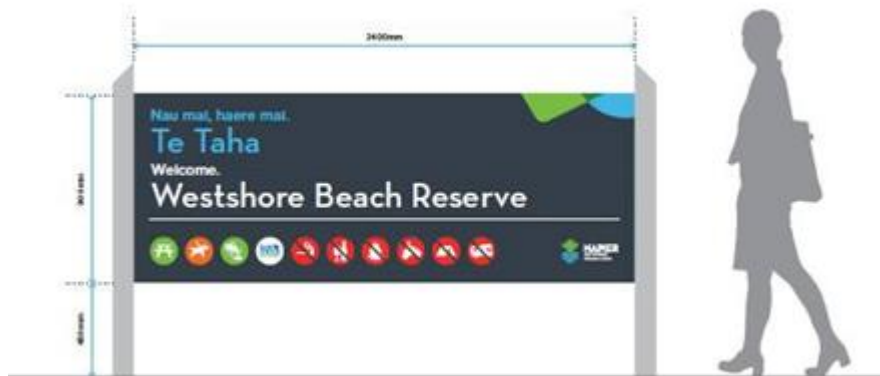 2400mm
Nau mai, haere mai.
Te Taha
Welcome.
Westshore Beach Reserve
NAPIER